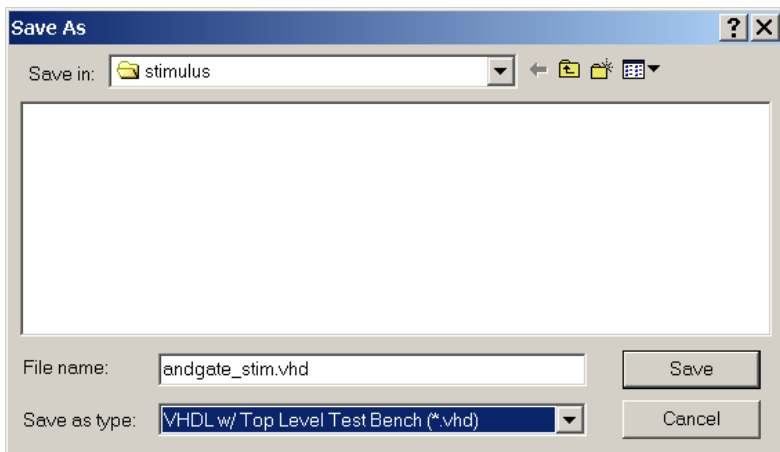 Save As
Save in: stimulus
File name: andgate_stim.vhd Save
Save as type: VHDL w/ Top Level Test Bench (*.vhd) Cancel